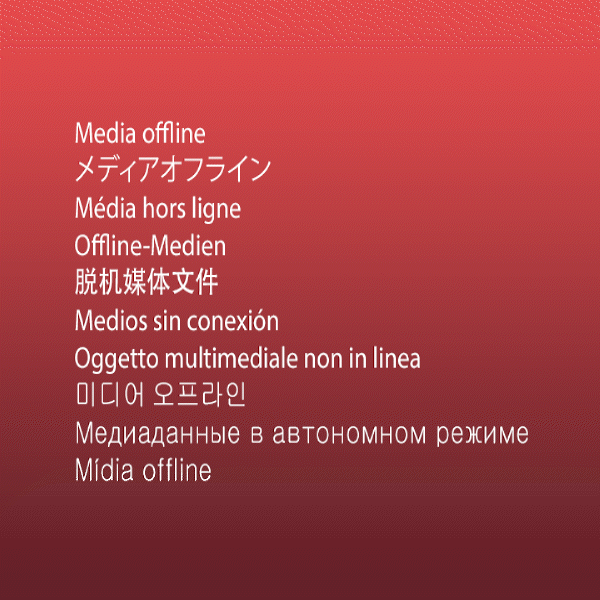 Media offline
メディアオフライン
Média hors ligne
Offline-Medien
脱机媒体文件
Medios sin conexión
Oggetto multimediale non in linea
미디어 오프라인
Медиаданные в автономном режиме
Mídia offline